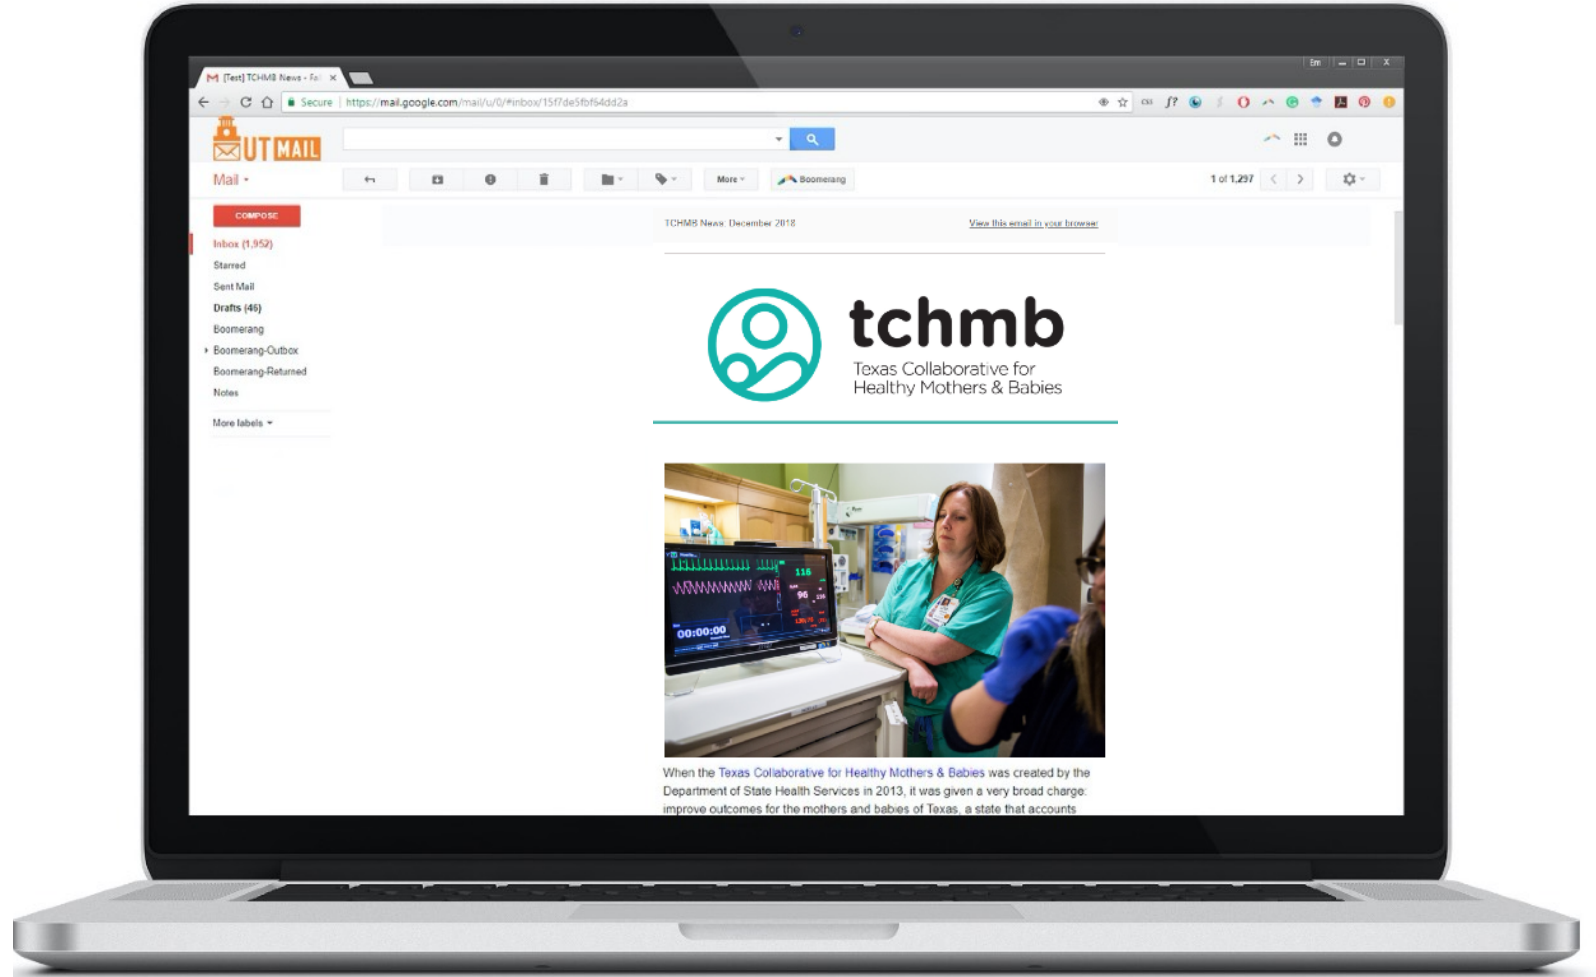 [Test] TCHMB News - Fal
Em
Secure | https://mail.google.com/mail/u/0/#inbox/15f7de5fbf64dd2a
UT MAIL
Mail
More
Boomerang
1 of 1,297
COMPOSE
Inbox (1,952)
Starred
Sent Mail
Drafts (46)
Boomerang
Boomerang-Outbox
Boomerang-Returned
Notes
More labels
TCHMB News: December 2018
View this email in your browser
tchmb
Texas Collaborative for
Healthy Mothers & Babies
116
96
00:00:00
When the Texas Collaborative for Healthy Mothers & Babies was created by the
Department of State Health Services in 2013, it was given a very broad charge:
improve outcomes for the mothers and babies of Texas, a state that accounts